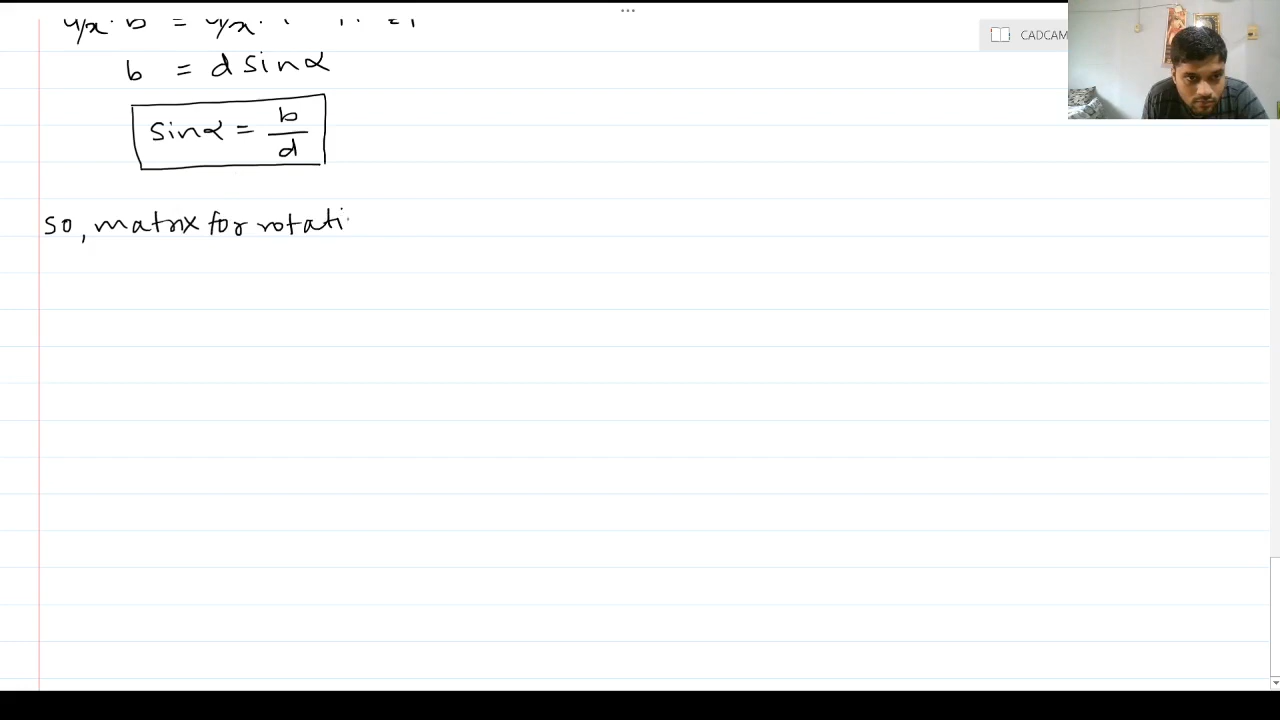 CADCAM
b = d sinα
sinα = b/d
so, matrix for rotati